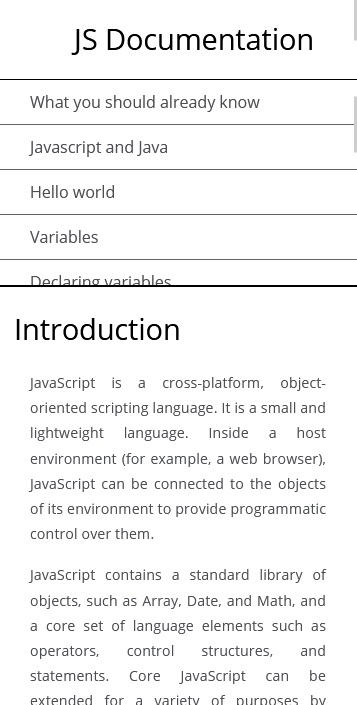 JS Documentation
What you should already know
Javascript and Java
Hello world
Variables
Declaring variables
Introduction
JavaScript is a cross-platform, object-
oriented scripting language. It is a small and
lightweight language. Inside a host
environment (for example, a web browser),
JavaScript can be connected to the objects
of its environment to provide programmatic
control over them.
JavaScript contains a standard library of
objects, such as Array, Date, and Math, and
a core set of language elements such as
operators, control structures, and
statements. Core JavaScript can be
extended for a variety of purposes by